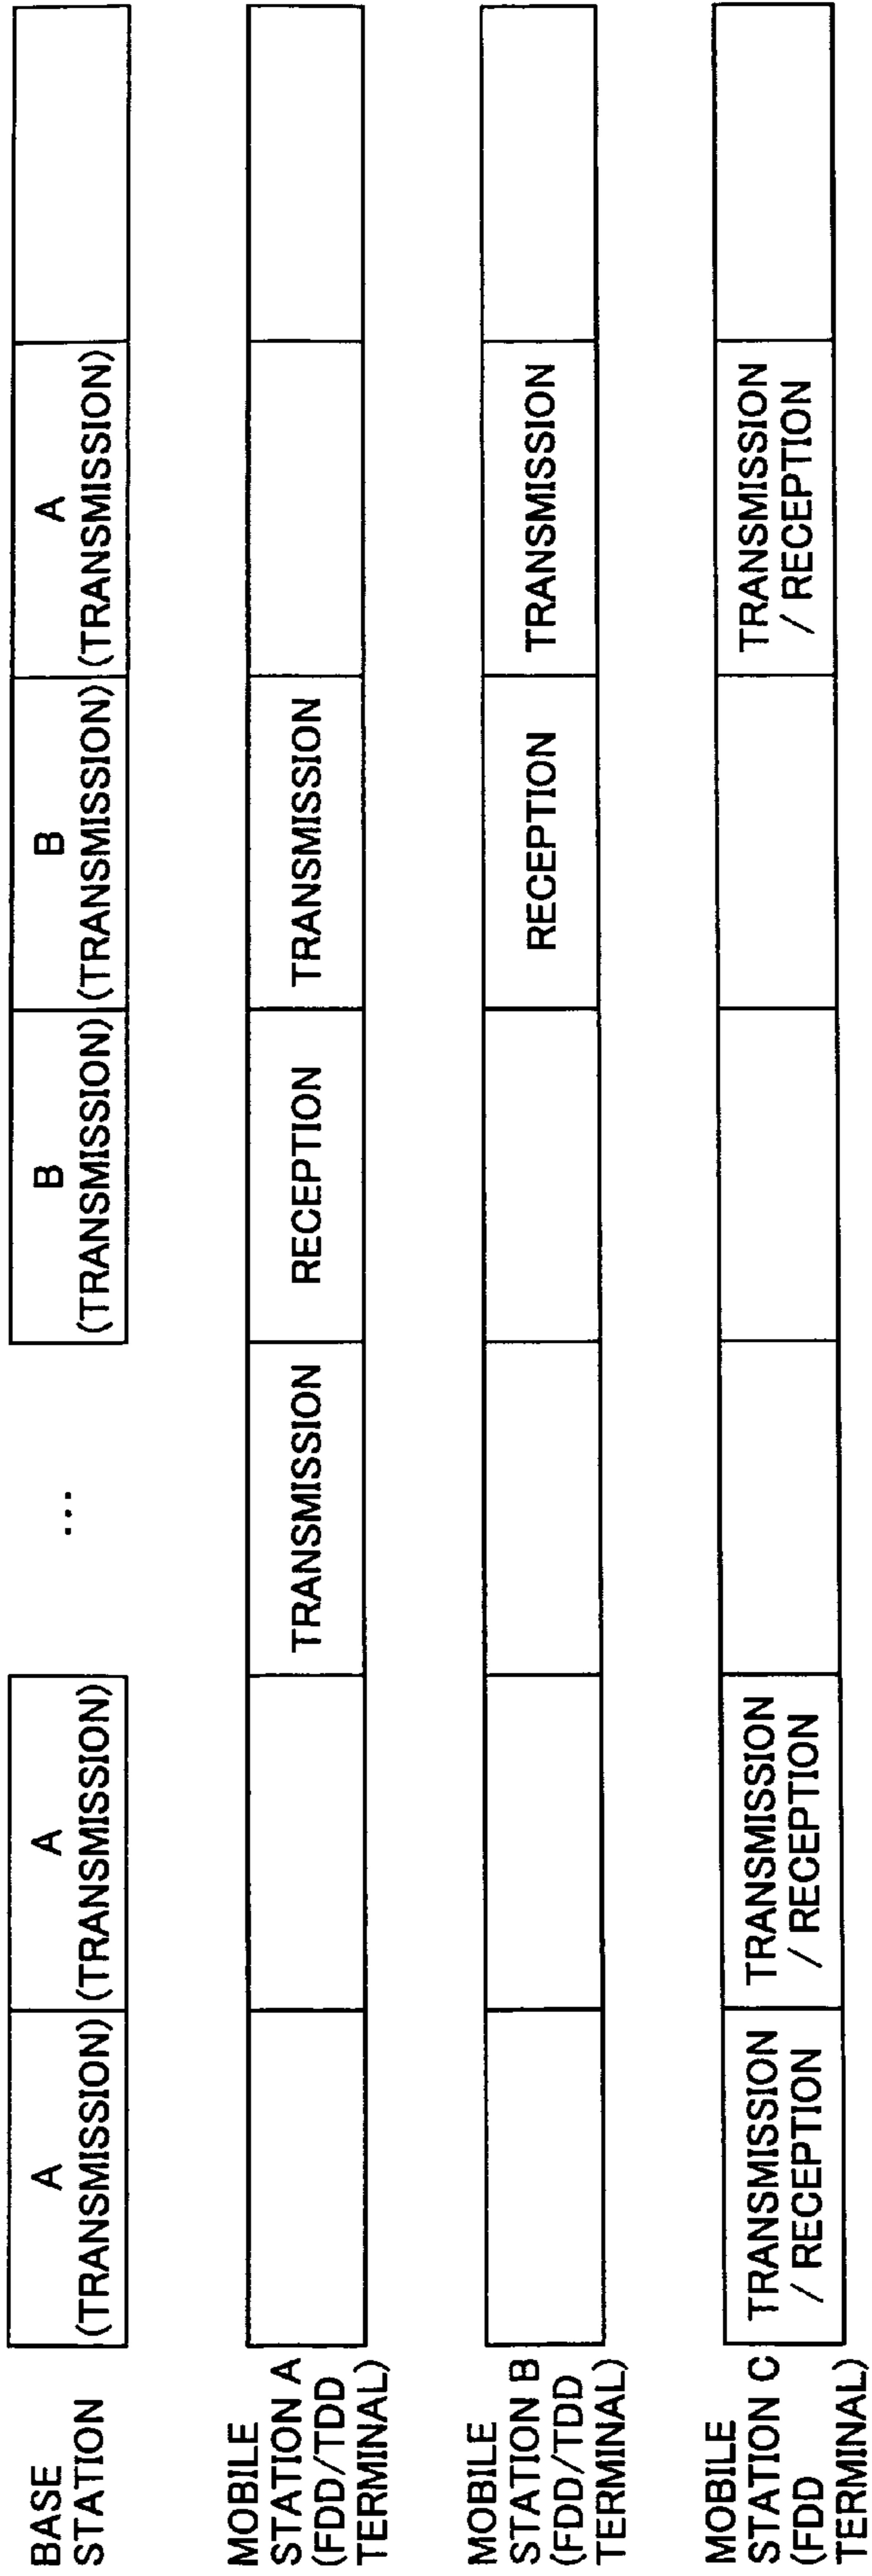 BASE
STATION
A
(TRANSMISSION)
A
(TRANSMISSION)
...
B
(TRANSMISSION)
B
(TRANSMISSION)
A
(TRANSMISSION)
MOBILE
STATION A
(FDD/TDD
TERMINAL)
TRANSMISSION
RECEPTION
TRANSMISSION
MOBILE
STATION B
(FDD/TDD
TERMINAL)
RECEPTION
TRANSMISSION
MOBILE
STATION C
(FDD
TERMINAL)
TRANSMISSION
/ RECEPTION
TRANSMISSION
/ RECEPTION
TRANSMISSION
/ RECEPTION